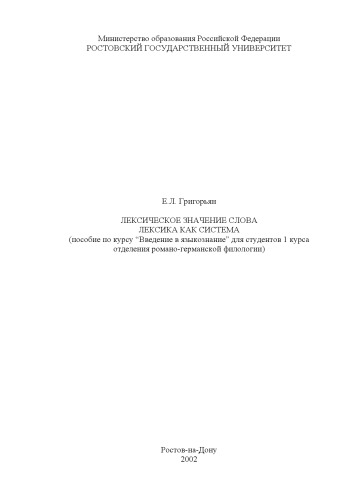 Министерство образования Российской Федерации
РОСТОВСКИЙ ГОСУДАРСТВЕННЫЙ УНИВЕРСИТЕТ
Е.Л. Григорьян
ЛЕКСИЧЕСКОЕ ЗНАЧЕНИЕ СЛОВА
ЛЕКСИКА КАК СИСТЕМА
(пособие по курсу "Введение в языкознание" для студентов 1 курса
отделения романо-германской филологии)
Ростов-на-Дону
2002